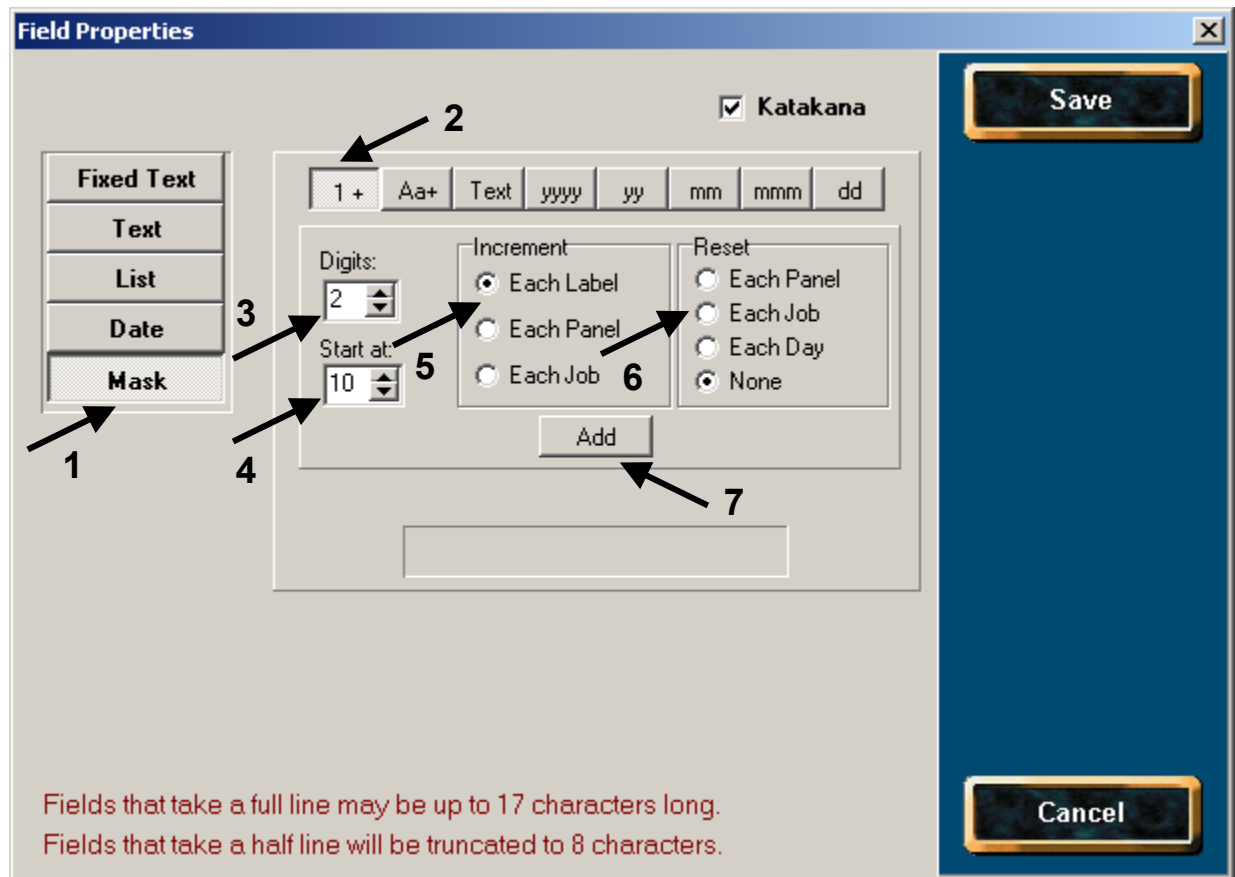 Field Properties
Save
Katakana
2
Fixed Text
Text
List
Date
Mask
1 +
Aa+
Text
yyyy
yy
mm
mmm
dd
Digits:
2
Start at:
10
Increment
Each Label
Each Panel
Each Job
Reset
Each Panel
Each Job
Each Day
None
3
5
6
Add
1
4
7
Fields that take a full line may be up to 17 characters long.
Fields that take a half line will be truncated to 8 characters.
Cancel